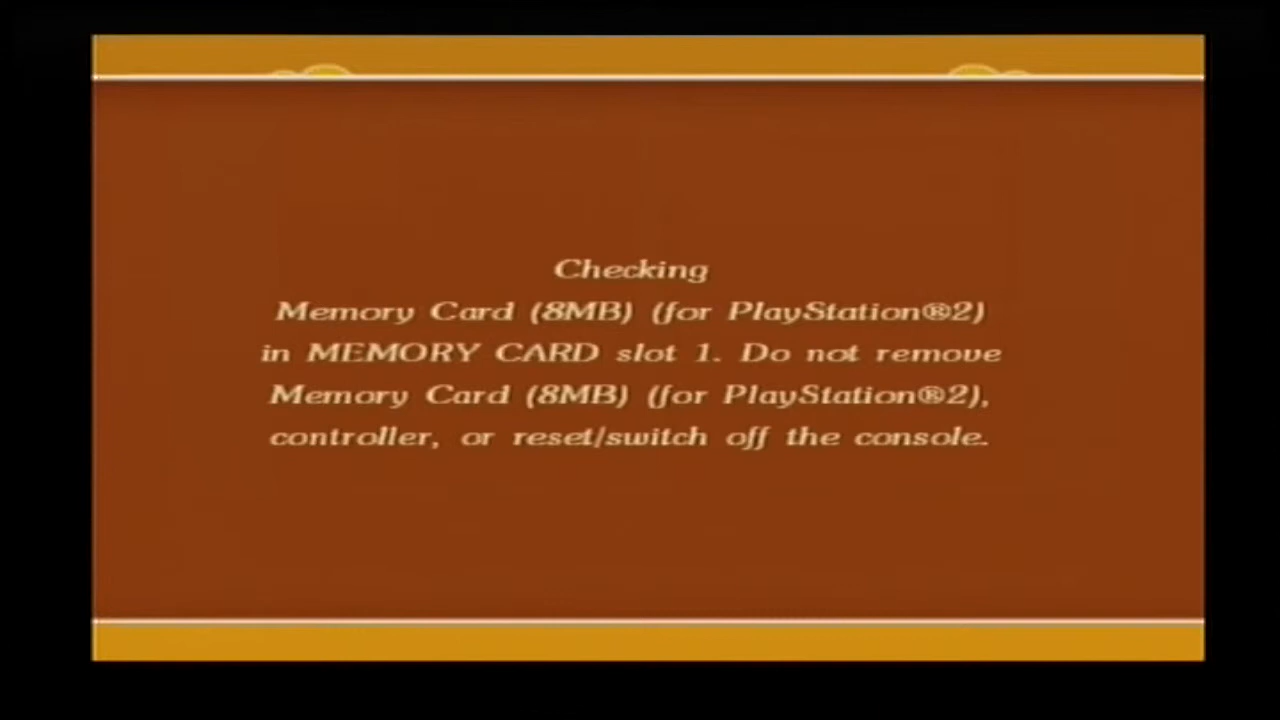 Checking
Memory Card (8MB) (for PlayStation®2)
in MEMORY CARD slot 1. Do not remove
Memory Card (8MB) (for PlayStation®2),
controller, or reset/switch off the console.